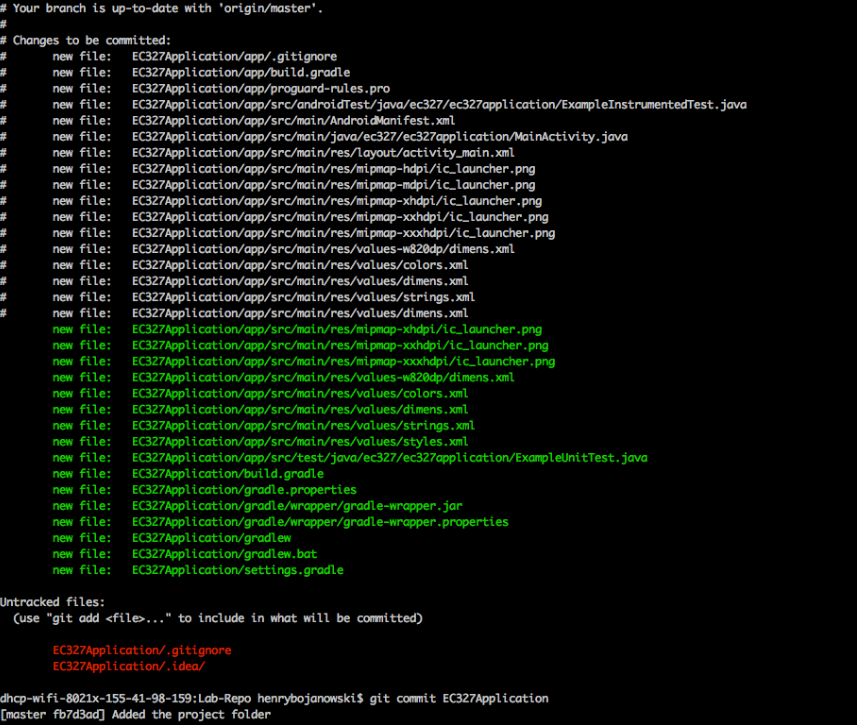 # Your branch is up-to-date with 'origin/master'.
#
# Changes to be committed:
#       new file:   EC327Application/app/.gitignore
#       new file:   EC327Application/app/build.gradle
#       new file:   EC327Application/app/proguard-rules.pro
#       new file:   EC327Application/app/src/androidTest/java/ec327/ec327application/ExampleInstrumentedTest.java
#       new file:   EC327Application/app/src/main/AndroidManifest.xml
#       new file:   EC327Application/app/src/main/java/ec327/ec327application/MainActivity.java
#       new file:   EC327Application/app/src/main/res/layout/activity_main.xml
#       new file:   EC327Application/app/src/main/res/mipmap-hdpi/ic_launcher.png
#       new file:   EC327Application/app/src/main/res/mipmap-mdpi/ic_launcher.png
#       new file:   EC327Application/app/src/main/res/mipmap-xhdpi/ic_launcher.png
#       new file:   EC327Application/app/src/main/res/mipmap-xxhdpi/ic_launcher.png
#       new file:   EC327Application/app/src/main/res/mipmap-xxxhdpi/ic_launcher.png
#       new file:   EC327Application/app/src/main/res/values-w820dp/dimens.xml
#       new file:   EC327Application/app/src/main/res/values/colors.xml
#       new file:   EC327Application/app/src/main/res/values/dimens.xml
#       new file:   EC327Application/app/src/main/res/values/strings.xml
#       new file:   EC327Application/app/src/main/res/values/dimens.xml
        new file:   EC327Application/app/src/main/res/mipmap-xhdpi/ic_launcher.png
        new file:   EC327Application/app/src/main/res/mipmap-xxhdpi/ic_launcher.png
        new file:   EC327Application/app/src/main/res/mipmap-xxxhdpi/ic_launcher.png
        new file:   EC327Application/app/src/main/res/values-w820dp/dimens.xml
        new file:   EC327Application/app/src/main/res/values/colors.xml
        new file:   EC327Application/app/src/main/res/values/dimens.xml
        new file:   EC327Application/app/src/main/res/values/strings.xml
        new file:   EC327Application/app/src/main/res/values/styles.xml
        new file:   EC327Application/app/src/test/java/ec327/ec327application/ExampleUnitTest.java
        new file:   EC327Application/build.gradle
        new file:   EC327Application/gradle.properties
        new file:   EC327Application/gradle/wrapper/gradle-wrapper.jar
        new file:   EC327Application/gradle/wrapper/gradle-wrapper.properties
        new file:   EC327Application/gradlew
        new file:   EC327Application/gradlew.bat
        new file:   EC327Application/settings.gradle
Untracked files:
  (use "git add <file>..." to include in what will be committed)
        EC327Application/.gitignore
        EC327Application/.idea/
dhcp-wifi-8021x-155-41-98-159:Lab-Repo henrybojanowski$ git commit EC327Application
[master fb7d3ad] Added the project folder